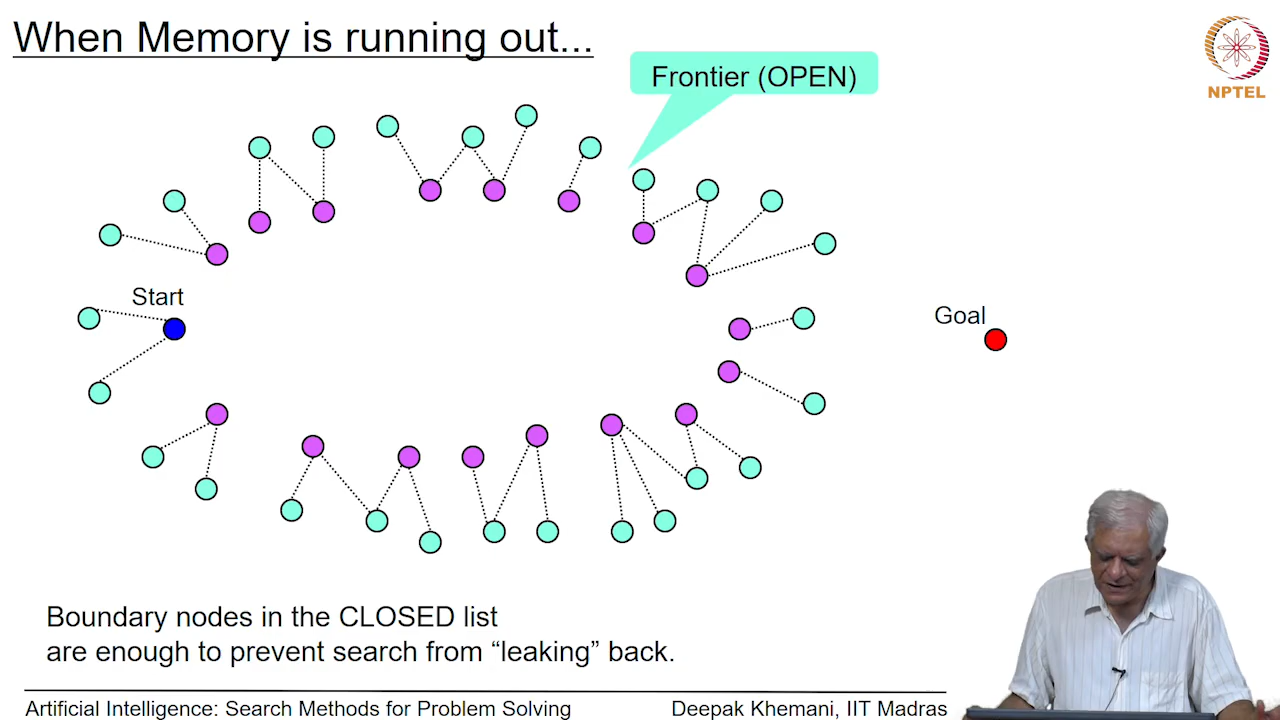 When Memory is running out...
Frontier (OPEN)
NPTEL
Start
Goal
Boundary nodes in the CLOSED list
are enough to prevent search from “leaking” back.
Artificial Intelligence: Search Methods for Problem Solving
Deepak Khemani, IIT Madras